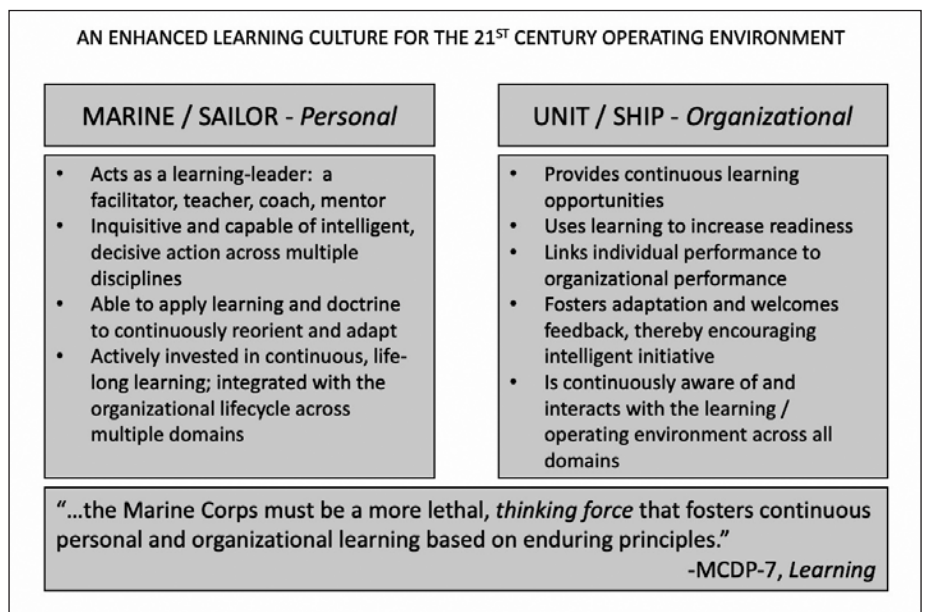 AN ENHANCED LEARNING CULTURE FOR THE 21ST CENTURY OPERATING ENVIRONMENT
MARINE / SAILOR - Personal
• Acts as a learning-leader: a
facilitator, teacher, coach, mentor
• Inquisitive and capable of intelligent,
decisive action across multiple
disciplines
• Able to apply learning and doctrine
to continuously reorient and adapt
• Actively invested in continuous, life-
long learning; integrated with the
organizational lifecycle across
multiple domains
UNIT / SHIP - Organizational
• Provides continuous learning
opportunities
• Uses learning to increase readiness
• Links individual performance to
organizational performance
• Fosters adaptation and welcomes
feedback, thereby encouraging
intelligent initiative
• Is continuously aware of and
interacts with the learning /
operating environment across all
domains
“…the Marine Corps must be a more lethal, thinking force that fosters continuous
personal and organizational learning based on enduring principles.”
-MCDP-7, Learning